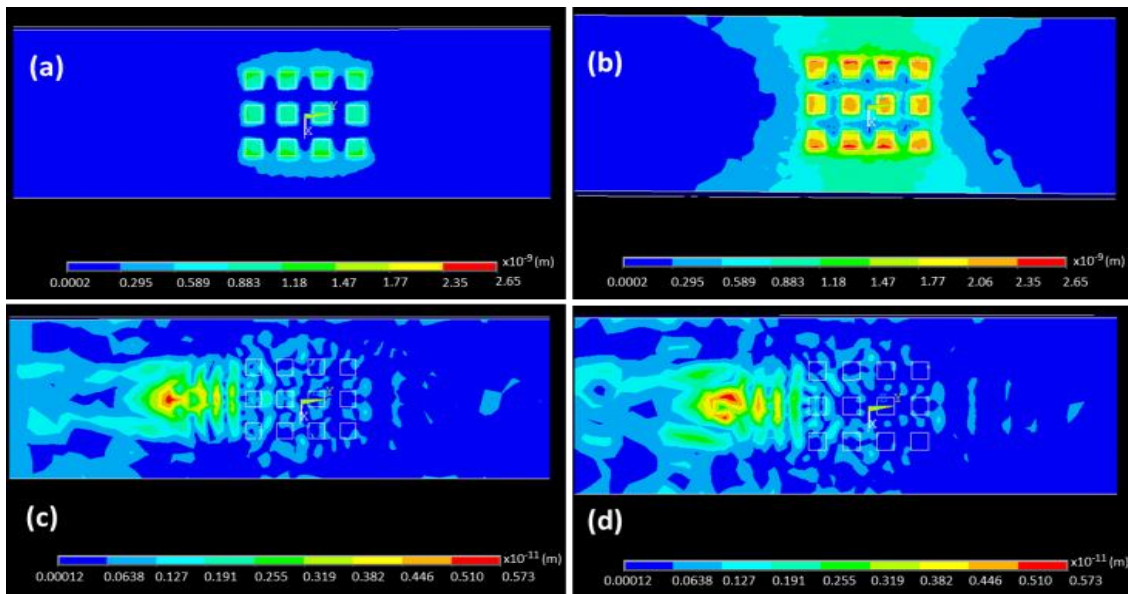 (a)
Y
X
x10⁻⁹ (m)
0.0002 0.295 0.589 0.883 1.18 1.47 1.77 2.35 2.65
(b)
X
x10⁻⁹ (m)
0.0002 0.295 0.589 0.883 1.18 1.47 1.77 2.06 2.35 2.65
(c)
X
x10⁻¹¹ (m)
0.00012 0.0638 0.127 0.191 0.255 0.319 0.382 0.446 0.510 0.573
(d)
X
x10⁻¹¹ (m)
0.00012 0.0638 0.127 0.191 0.255 0.319 0.382 0.446 0.510 0.573